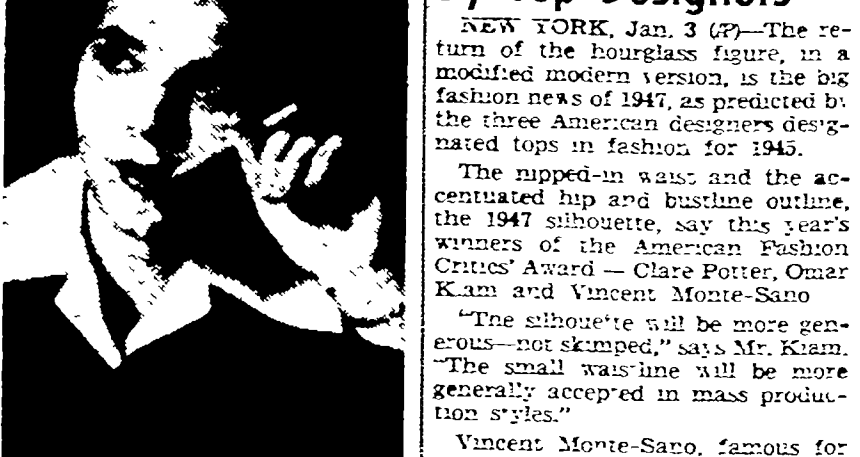 By Top Designers
NEW YORK, Jan. 3 (AP)—The re-
turn of the hourglass figure, in a
modified modern version, is the big
fashion news of 1947, as predicted by
the three American designers desig-
nated tops in fashion for 1945.
The nipped-in waist and the ac-
centuated hip and bustline outline,
the 1947 silhouette, say this year's
winners of the American Fashion
Critics' Award — Clare Potter, Omar
Kiam and Vincent Monte-Sano
"The silhouette will be more gen-
erous—not skimped," says Mr. Kiam.
"The small waistline will be more
generally accepted in mass produc-
tion styles."
Vincent Monte-Sano, famous for